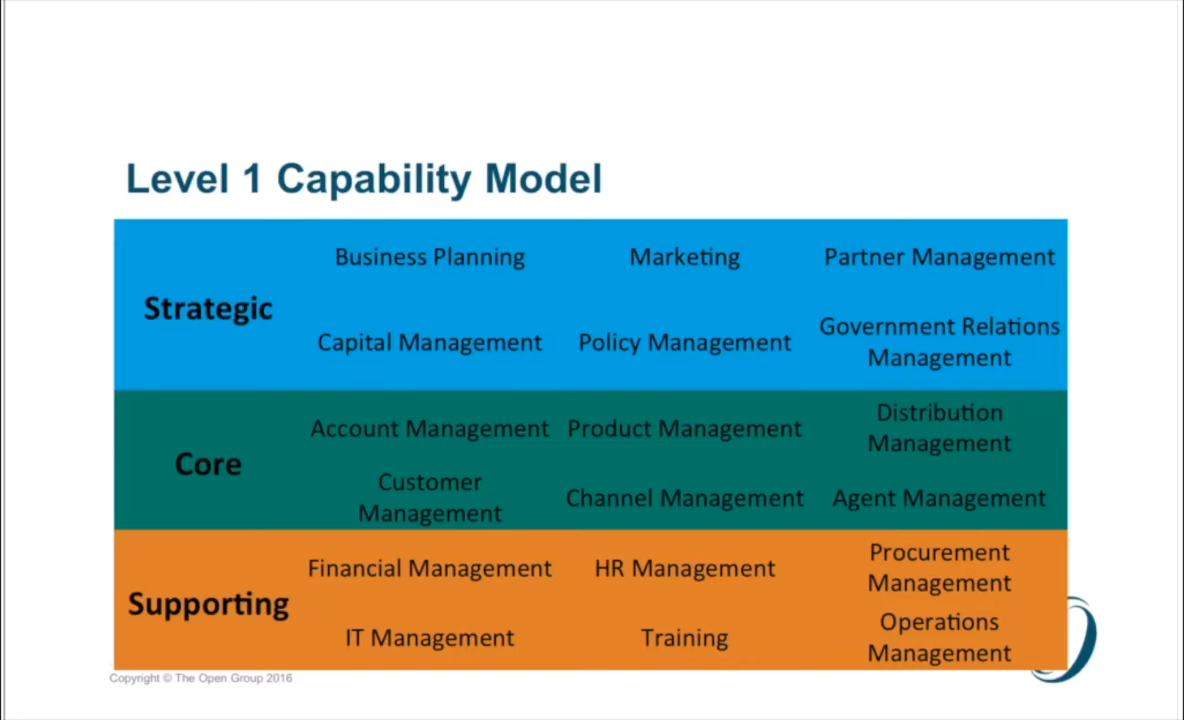 Level 1 Capability Model
Strategic
Business Planning
Marketing
Partner Management
Capital Management
Policy Management
Government Relations
Management
Core
Account Management
Product Management
Distribution
Management
Customer
Management
Channel Management
Agent Management
Supporting
Financial Management
HR Management
Procurement
Management
IT Management
Training
Operations
Management
Copyright © The Open Group 2016